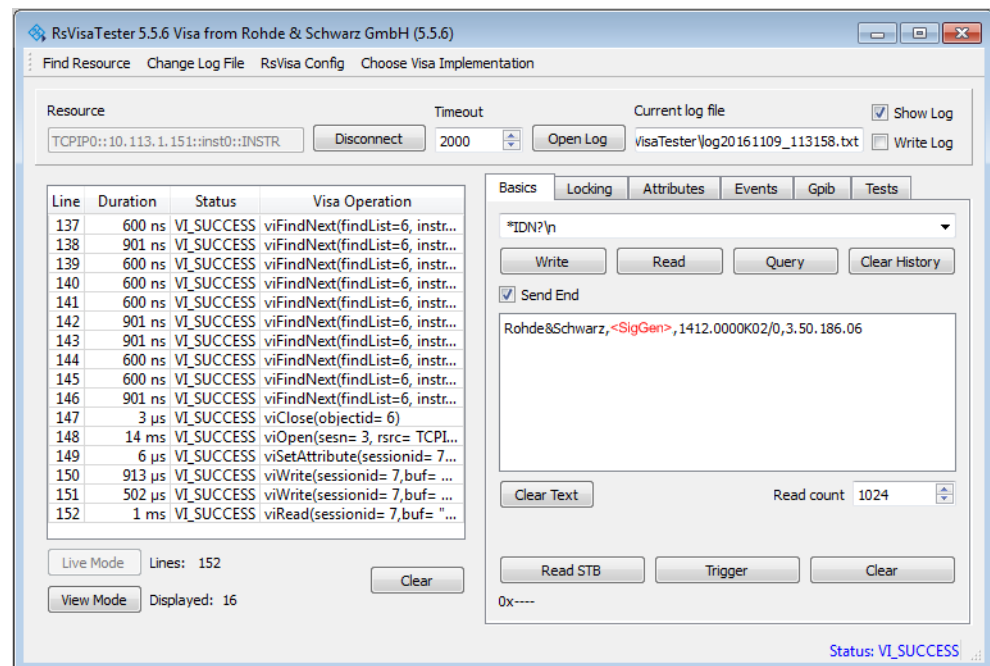 RsVisaTester 5.5.6 Visa from Rohde & Schwarz GmbH (5.5.6)
Find Resource Change Log File RsVisa Config Choose Visa Implementation
Resource Timeout Current log file Show Log
TCPIP0::10.113.1.151::inst0::INSTR Disconnect 2000 Open Log VisaTester\log20161109_113158.txt Write Log
Line Duration Status Visa Operation
137 600 ns VI_SUCCESS viFindNext(findList=6, instr...
138 901 ns VI_SUCCESS viFindNext(findList=6, instr...
139 600 ns VI_SUCCESS viFindNext(findList=6, instr...
140 600 ns VI_SUCCESS viFindNext(findList=6, instr...
141 600 ns VI_SUCCESS viFindNext(findList=6, instr...
142 901 ns VI_SUCCESS viFindNext(findList=6, instr...
143 901 ns VI_SUCCESS viFindNext(findList=6, instr...
144 600 ns VI_SUCCESS viFindNext(findList=6, instr...
145 600 ns VI_SUCCESS viFindNext(findList=6, instr...
146 901 ns VI_SUCCESS viFindNext(findList=6, instr...
147 3 µs VI_SUCCESS viClose(objectid= 6)
148 14 ms VI_SUCCESS viOpen(sesn= 3, rsrc= TCPI...
149 6 µs VI_SUCCESS viSetAttribute(sessionid= 7...
150 913 µs VI_SUCCESS viWrite(sessionid= 7,buf= ...
151 502 µs VI_SUCCESS viWrite(sessionid= 7,buf= ...
152 1 ms VI_SUCCESS viRead(sessionid= 7,buf= "...
Live Mode Lines: 152
Clear
View Mode Displayed: 16
Basics Locking Attributes Events Gpib Tests
*IDN?\n
Write Read Query Clear History
Send End
Rohde&Schwarz,<SigGen>,1412.0000K02/0,3.50.186.06
Clear Text Read count 1024
Read STB Trigger Clear
0x----
Status: VI_SUCCESS